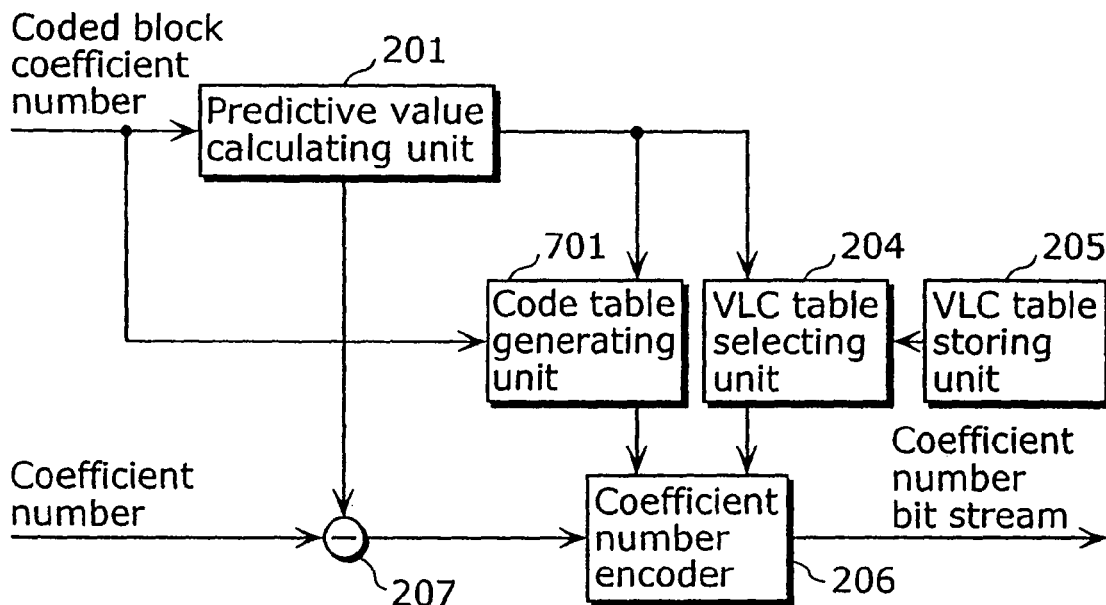 Coded block
coefficient
number
201
Predictive value
calculating unit
701
Code table
generating
unit
204
VLC table
selecting
unit
205
VLC table
storing
unit
Coefficient
number
−
207
Coefficient
number
encoder
206
Coefficient
number
bit stream